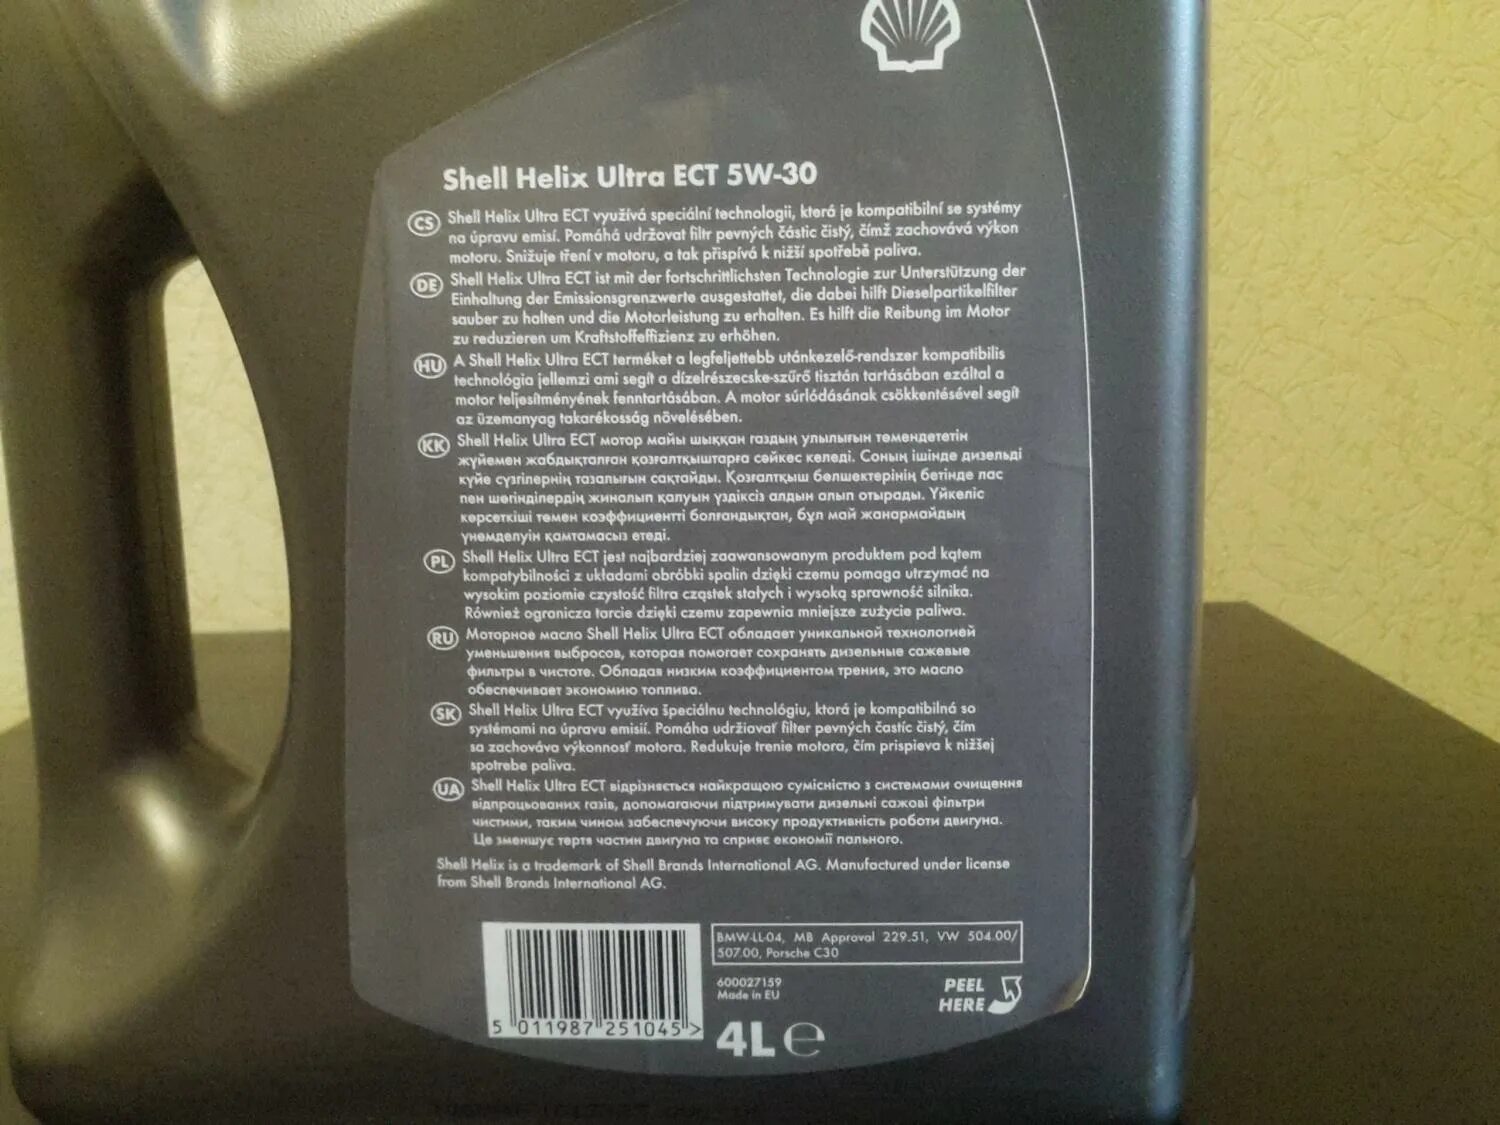 Shell Helix Ultra ECT 5W-30
CS Shell Helix Ultra ECT využívá speciální technologii, která je kompatibilní se systémy
na úpravu emisí. Pomáhá udržovat filtr pevných částic čistý, čímž zachovává výkon
motoru. Snižuje tření v motoru, a tak přispívá k nižší spotřebě paliva.
DE Shell Helix Ultra ECT ist mit der fortschrittlichsten Technologie zur Unterstützung der
Einhaltung der Emissionsgrenzwerte ausgestattet, die dabei hilft Dieselpartikelfilter
sauber zu halten und die Motorleistung zu erhalten. Es hilft die Reibung im Motor
zu reduzieren um Kraftstoffeffizienz zu erhöhen.
HU A Shell Helix Ultra ECT terméket a legfeljettebb utánkezelő-rendszer kompatibilis
technológia jellemzi ami segít a dízelrészecske-szűrő tisztán tartásában ezáltal a
motor teljesítményének fenntartásában. A motor súrlódásának csökkentésével segít
az üzemanyag takarékosság növelésében.
KK Shell Helix Ultra ECT мотор майы шыққан газдың улылығын төмендететін
жүйемен жабдықталған қозғалтқыштарға сәйкес келеді. Соның ішінде дизельді
күйе сүзгілернің тазалығын сақтайды. Қозғалтқыш бөлшектерінің бетінде лас
пен шөгінділердің жиналып қалуын үздіксіз алдын алып отырады. Үйкеліс
көрсеткіші төмен коэффициентті болғандықтан, бұл май жанармайдың
үнемделуін қамтамасыз етеді.
PL Shell Helix Ultra ECT jest najbardziej zaawansowanym produktem pod kątem
kompatybilności z układami obróbki spalin dzięki czemu pomaga utrzymać na
wysokim poziomie czystość filtra cząstek stałych i wysoką sprawność silnika.
Również ogranicza tarcie dzięki czemu zapewnia mniejsze zużycie paliwa.
RU Моторное масло Shell Helix Ultra ECT обладает уникальной технологией
уменьшения выбросов, которая помогает сохранять дизельные сажевые
фильтры в чистоте. Обладая низким коэффициентом трения, это масло
обеспечивает экономию топлива.
SK Shell Helix Ultra ECT využíva špeciálnu technológiu, ktorá je kompatibilná so
systémami na úpravu emisií. Pomáha udržiavať filter pevných častíc čistý, čím
sa zachováva výkonnosť motora. Redukuje trenie motora, čím prispieva k nižšej
spotrebe paliva.
UA Shell Helix Ultra ECT відрізняється найкращою сумісністю з системами очищення
відпрацьованих газів, допомагаючи підтримувати дизельні сажові фільтри
чистими, таким чином забеспечуючи високу продуктивність роботи двигуна.
Це зменшує тертя частин двигуна та сприяє економії пального.
Shell Helix is a trademark of Shell Brands International AG. Manufactured under license
from Shell Brands International AG.
BMW-LL-04, MB Approval 229.51, VW 504.00/
507.00, Porsche C30
600027159
Made in EU
PEEL
HERE
5 011987 251045 >
4L e